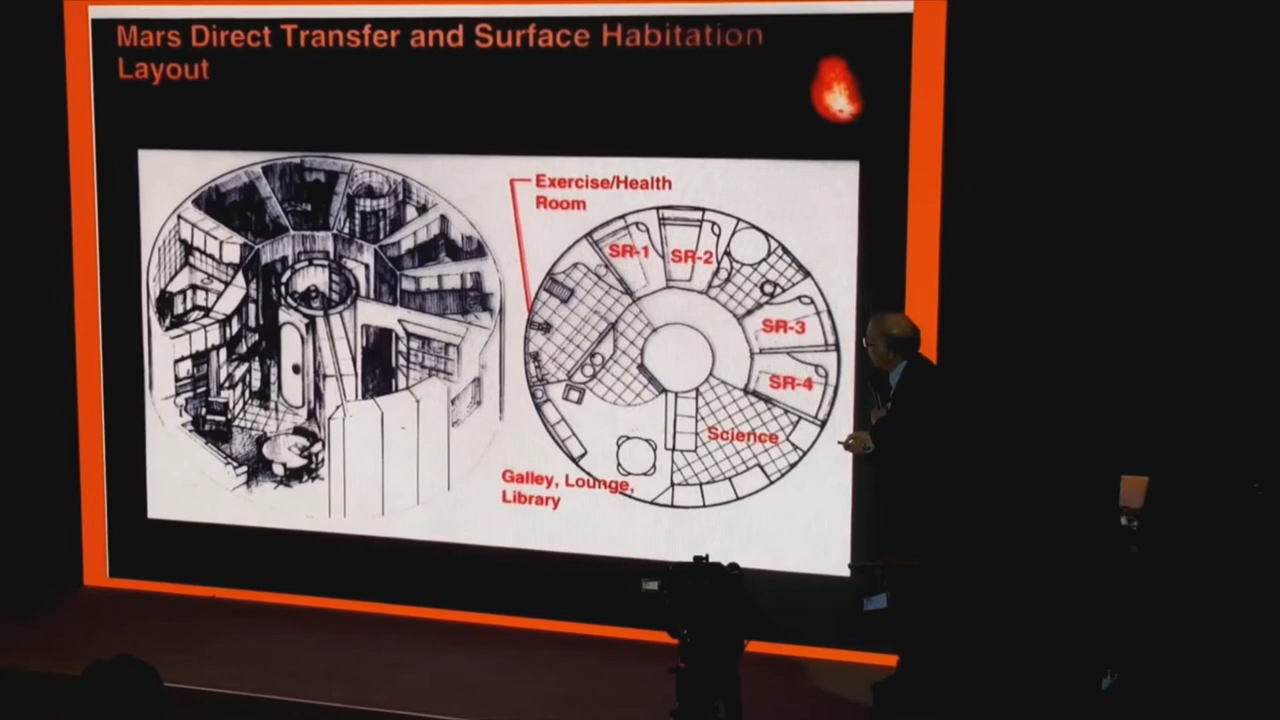 Mars Direct Transfer and Surface Habitation
Layout
Exercise/Health
Room
SR-1
SR-2
SR-3
SR-4
Science
Galley, Lounge,
Library